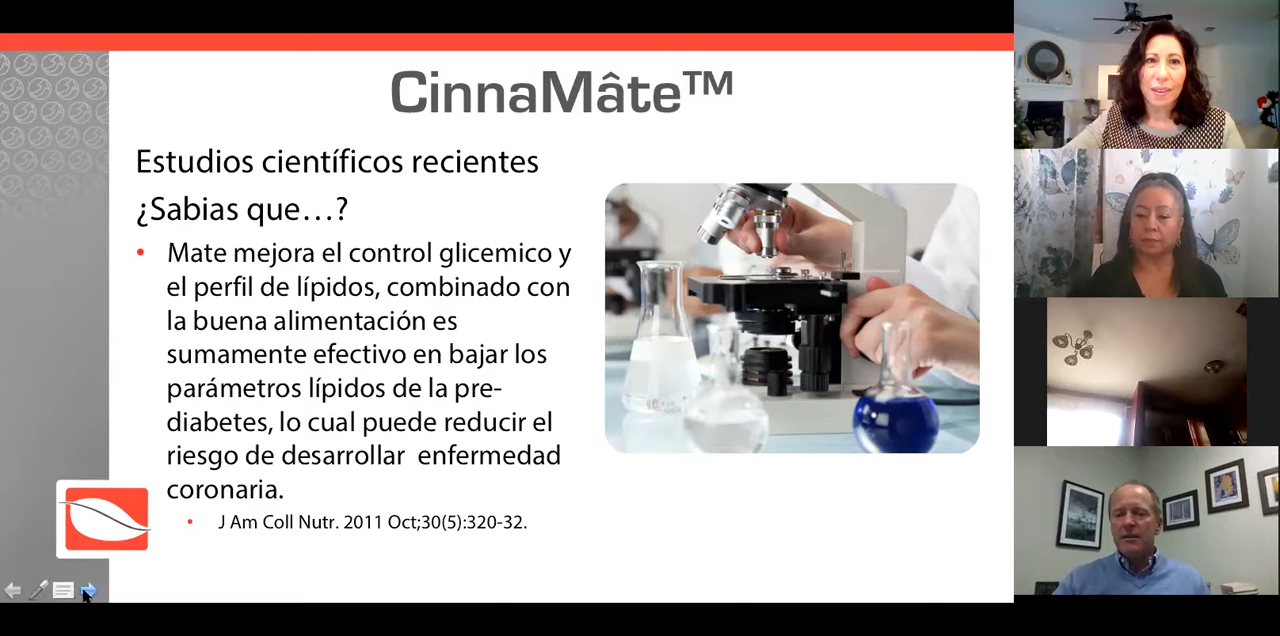 CinnaMâte™
Estudios científicos recientes
¿Sabias que…?
• Mate mejora el control glicemico y
el perfil de lípidos, combinado con
la buena alimentación es
sumamente efectivo en bajar los
parámetros lípidos de la pre-
diabetes, lo cual puede reducir el
riesgo de desarrollar enfermedad
coronaria.
• J Am Coll Nutr. 2011 Oct;30(5):320-32.